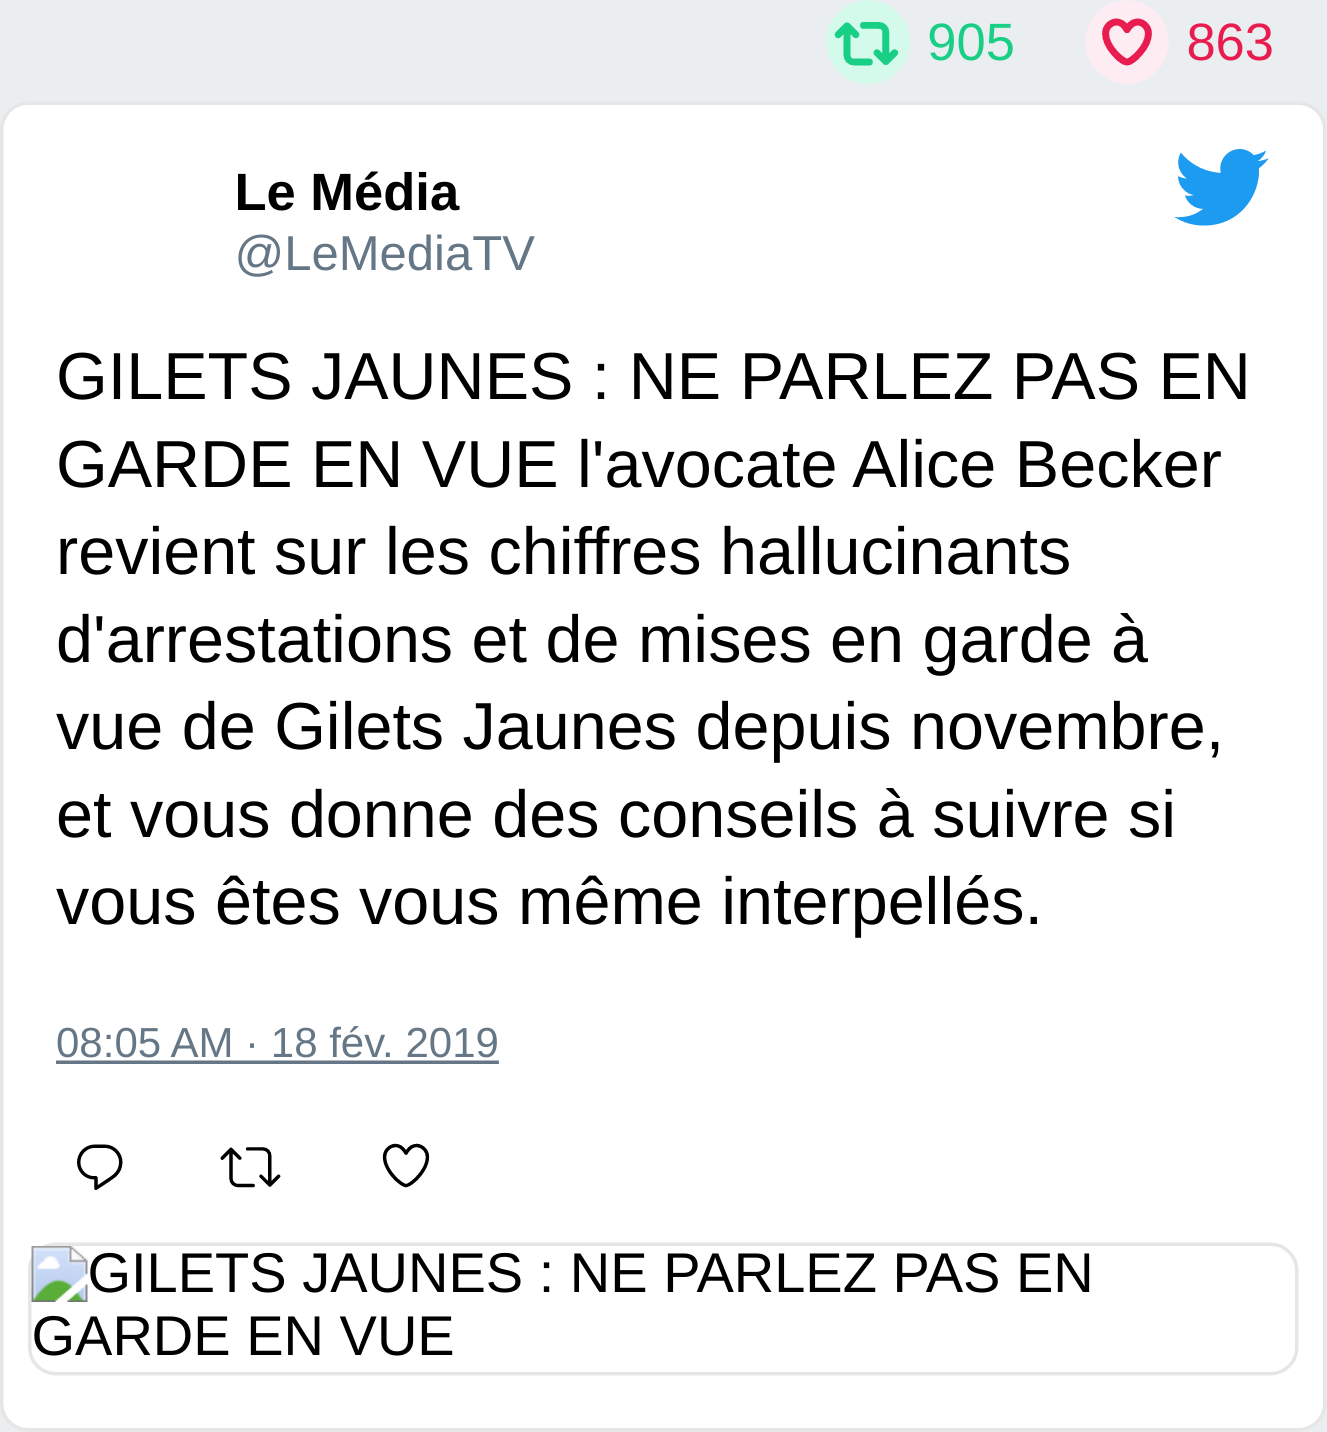 905 863
Le Média
@LeMediaTV
GILETS JAUNES : NE PARLEZ PAS EN
GARDE EN VUE l'avocate Alice Becker
revient sur les chiffres hallucinants
d'arrestations et de mises en garde à
vue de Gilets Jaunes depuis novembre,
et vous donne des conseils à suivre si
vous êtes vous même interpellés.
08:05 AM · 18 fév. 2019
GILETS JAUNES : NE PARLEZ PAS EN
GARDE EN VUE